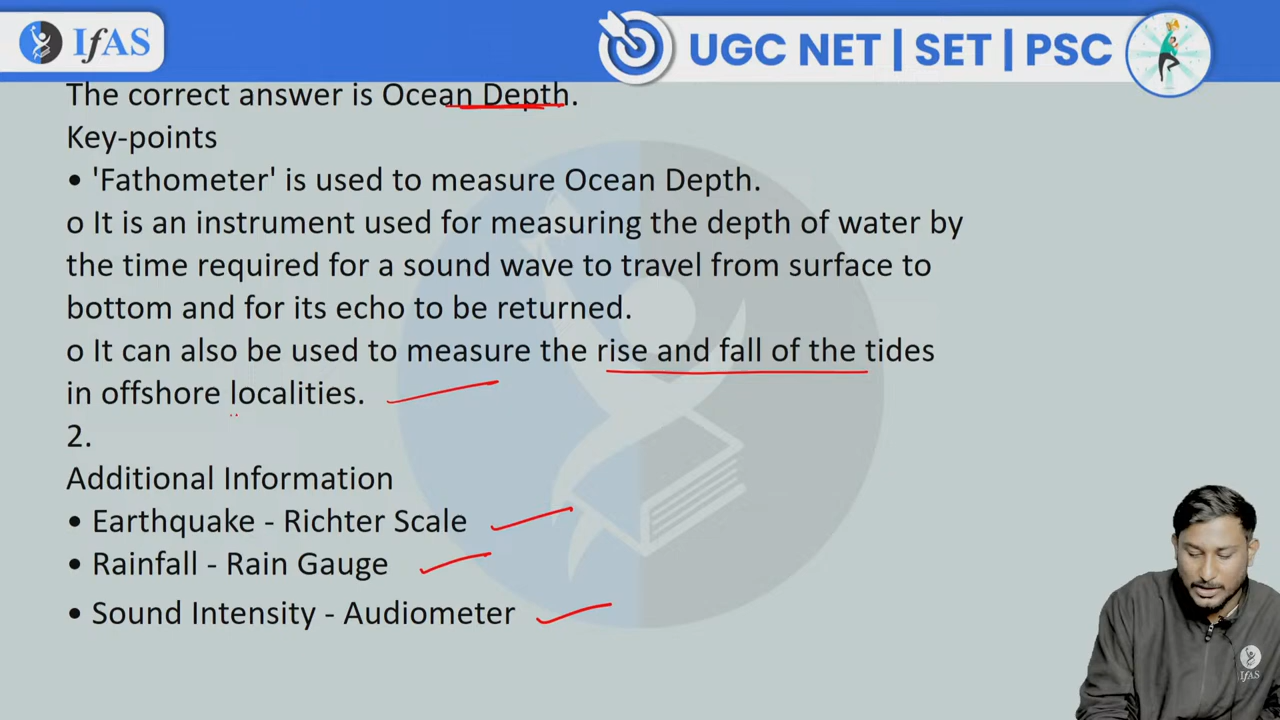 IfAS
UGC NET | SET | PSC
The correct answer is Ocean Depth.
Key-points
• 'Fathometer' is used to measure Ocean Depth.
o It is an instrument used for measuring the depth of water by
the time required for a sound wave to travel from surface to
bottom and for its echo to be returned.
o It can also be used to measure the rise and fall of the tides
in offshore localities.
2.
Additional Information
• Earthquake - Richter Scale
• Rainfall - Rain Gauge
• Sound Intensity - Audiometer
IfAS